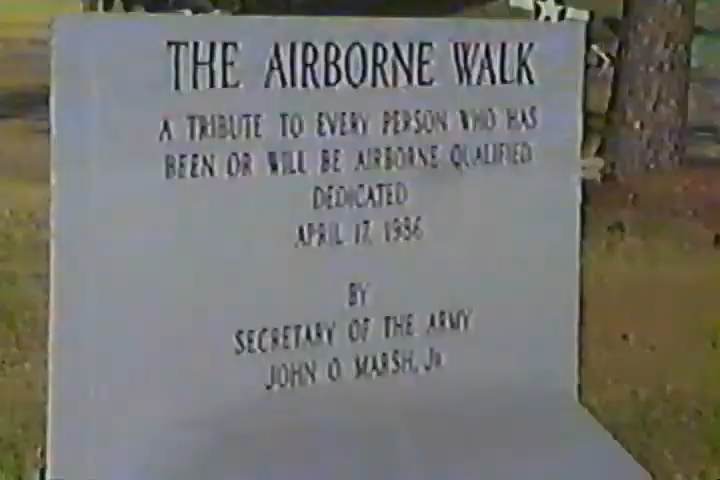 THE AIRBORNE WALK
A TRIBUTE TO EVERY PERSON WHO HAS
BEEN OR WILL BE AIRBORNE QUALIFIED
DEDICATED
APRIL 17, 1986
BY
SECRETARY OF THE ARMY
JOHN O. MARSH, Jr.